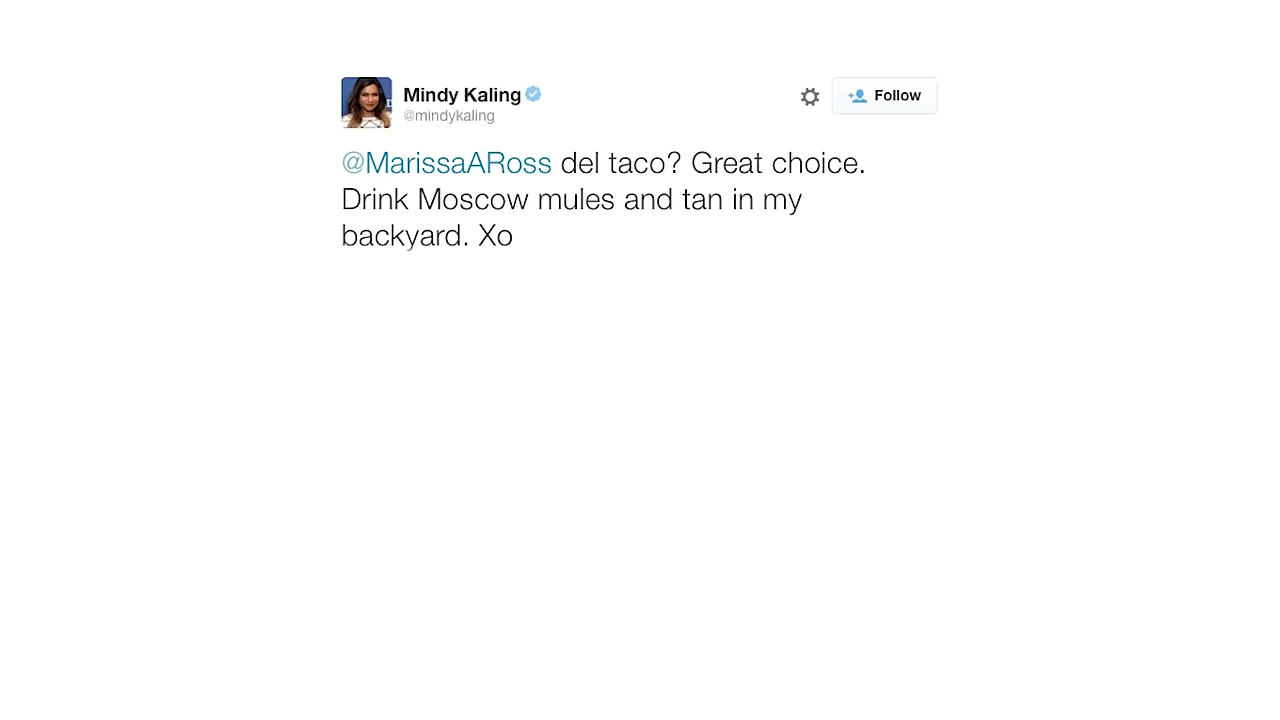 Mindy Kaling
@mindykaling
Follow
@MarissaARoss del taco? Great choice.
Drink Moscow mules and tan in my
backyard. Xo